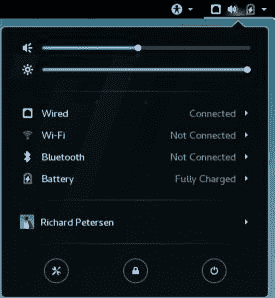 Wired Connected
Wi-Fi Not Connected
Bluetooth Not Connected
Battery Fully Charged
Richard Petersen